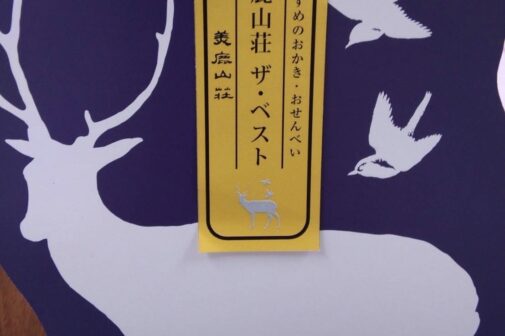 すめのおかき・おせんべい
鹿山荘 ザ・ベスト
美鹿山荘